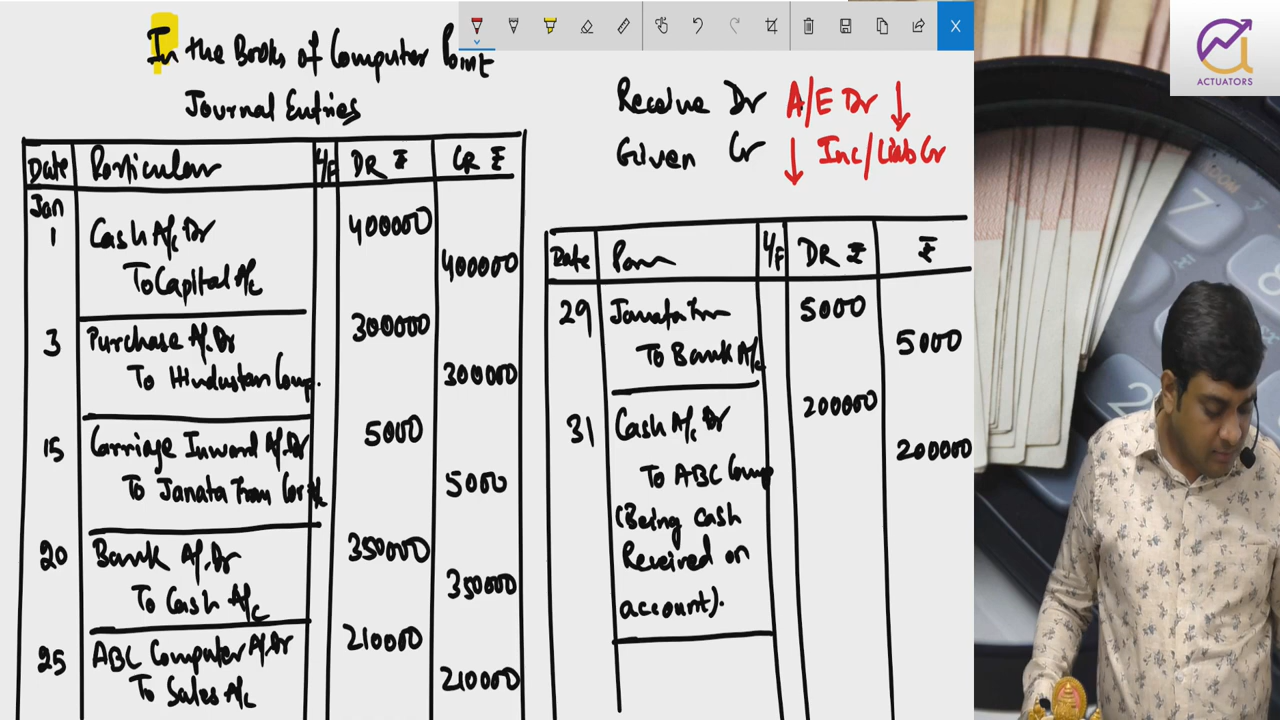 In the Books of Computer Point
Journal Entries
Date Particular L/F DR ₹ CR ₹
Jan
1 Cash A/c Dr 400000
To Capital A/c 400000
3 Purchase A/c Dr 300000
To Hindustan Comp. 300000
15 Carriage Inward A/c Dr 5000
To Janata Tran Cor A/c 5000
20 Bank A/c Dr 350000
To Cash A/c 350000
25 ABC Computer A/c Dr 210000
To Sales A/c 210000
Receive Dr A/E Dr ↓
Given Cr ↓ Inc/Liab Cr
Date L/F DR ₹ ₹
29 Janata Tran 5000
To Bank A/c 5000
31 Cash A/c Dr 200000
To ABC Comp 200000
(Being cash
Received on
account).
ACTUATORS
7
2